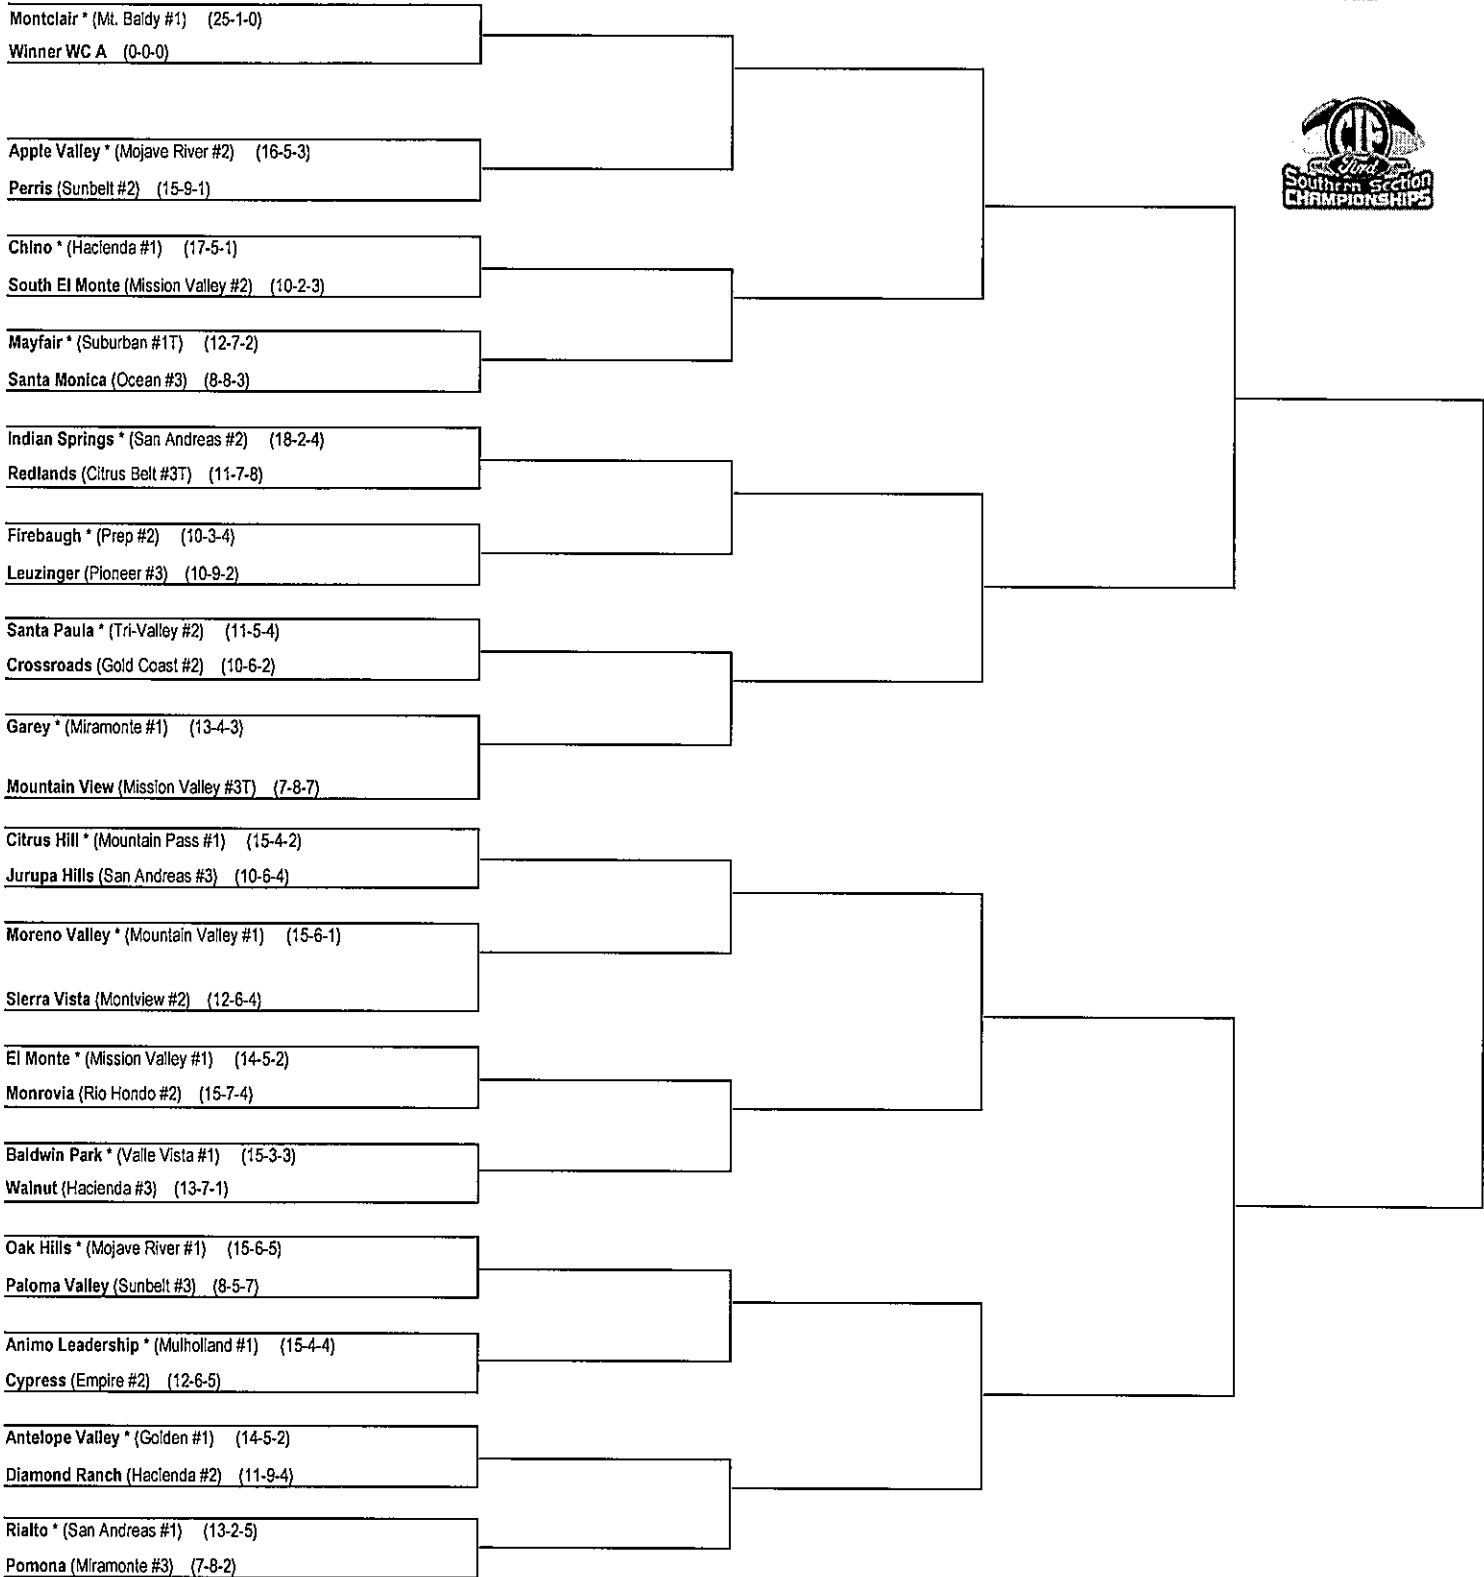 Montclair * (Mt. Baldy #1) (25-1-0)
Winner WC A (0-0-0)
Apple Valley * (Mojave River #2) (16-5-3)
Perris (Sunbelt #2) (15-9-1)
CIF
Ford
Southern Section
CHAMPIONSHIPS
Chino * (Hacienda #1) (17-5-1)
South El Monte (Mission Valley #2) (10-2-3)
Mayfair * (Suburban #1T) (12-7-2)
Santa Monica (Ocean #3) (8-8-3)
Indian Springs * (San Andreas #2) (18-2-4)
Redlands (Citrus Belt #3T) (11-7-8)
Firebaugh * (Prep #2) (10-3-4)
Leuzinger (Pioneer #3) (10-9-2)
Santa Paula * (Tri-Valley #2) (11-5-4)
Crossroads (Gold Coast #2) (10-6-2)
Garey * (Miramonte #1) (13-4-3)
Mountain View (Mission Valley #3T) (7-8-7)
Citrus Hill * (Mountain Pass #1) (15-4-2)
Jurupa Hills (San Andreas #3) (10-6-4)
Moreno Valley * (Mountain Valley #1) (15-6-1)
Sierra Vista (Montview #2) (12-6-4)
El Monte * (Mission Valley #1) (14-5-2)
Monrovia (Rio Hondo #2) (15-7-4)
Baldwin Park * (Valle Vista #1) (15-3-3)
Walnut (Hacienda #3) (13-7-1)
Oak Hills * (Mojave River #1) (15-6-5)
Paloma Valley (Sunbelt #3) (8-5-7)
Animo Leadership * (Mulholland #1) (15-4-4)
Cypress (Empire #2) (12-6-5)
Antelope Valley * (Golden #1) (14-5-2)
Diamond Ranch (Hacienda #2) (11-9-4)
Rialto * (San Andreas #1) (13-2-5)
Pomona (Miramonte #3) (7-8-2)